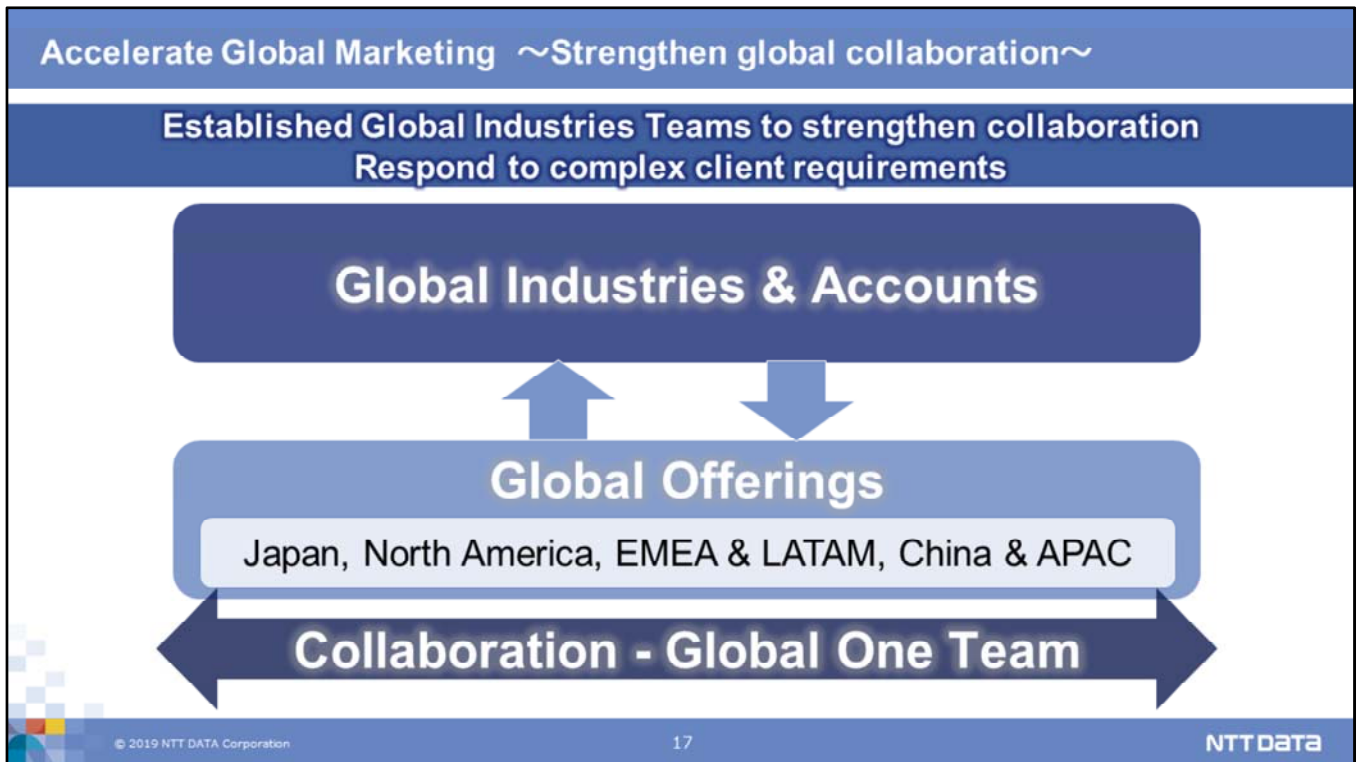 Accelerate Global Marketing ～Strengthen global collaboration～
Established Global Industries Teams to strengthen collaboration
Respond to complex client requirements
Global Industries & Accounts
Global Offerings
Japan, North America, EMEA & LATAM, China & APAC
Collaboration - Global One Team
© 2019 NTT DATA Corporation
17
NTT DATA